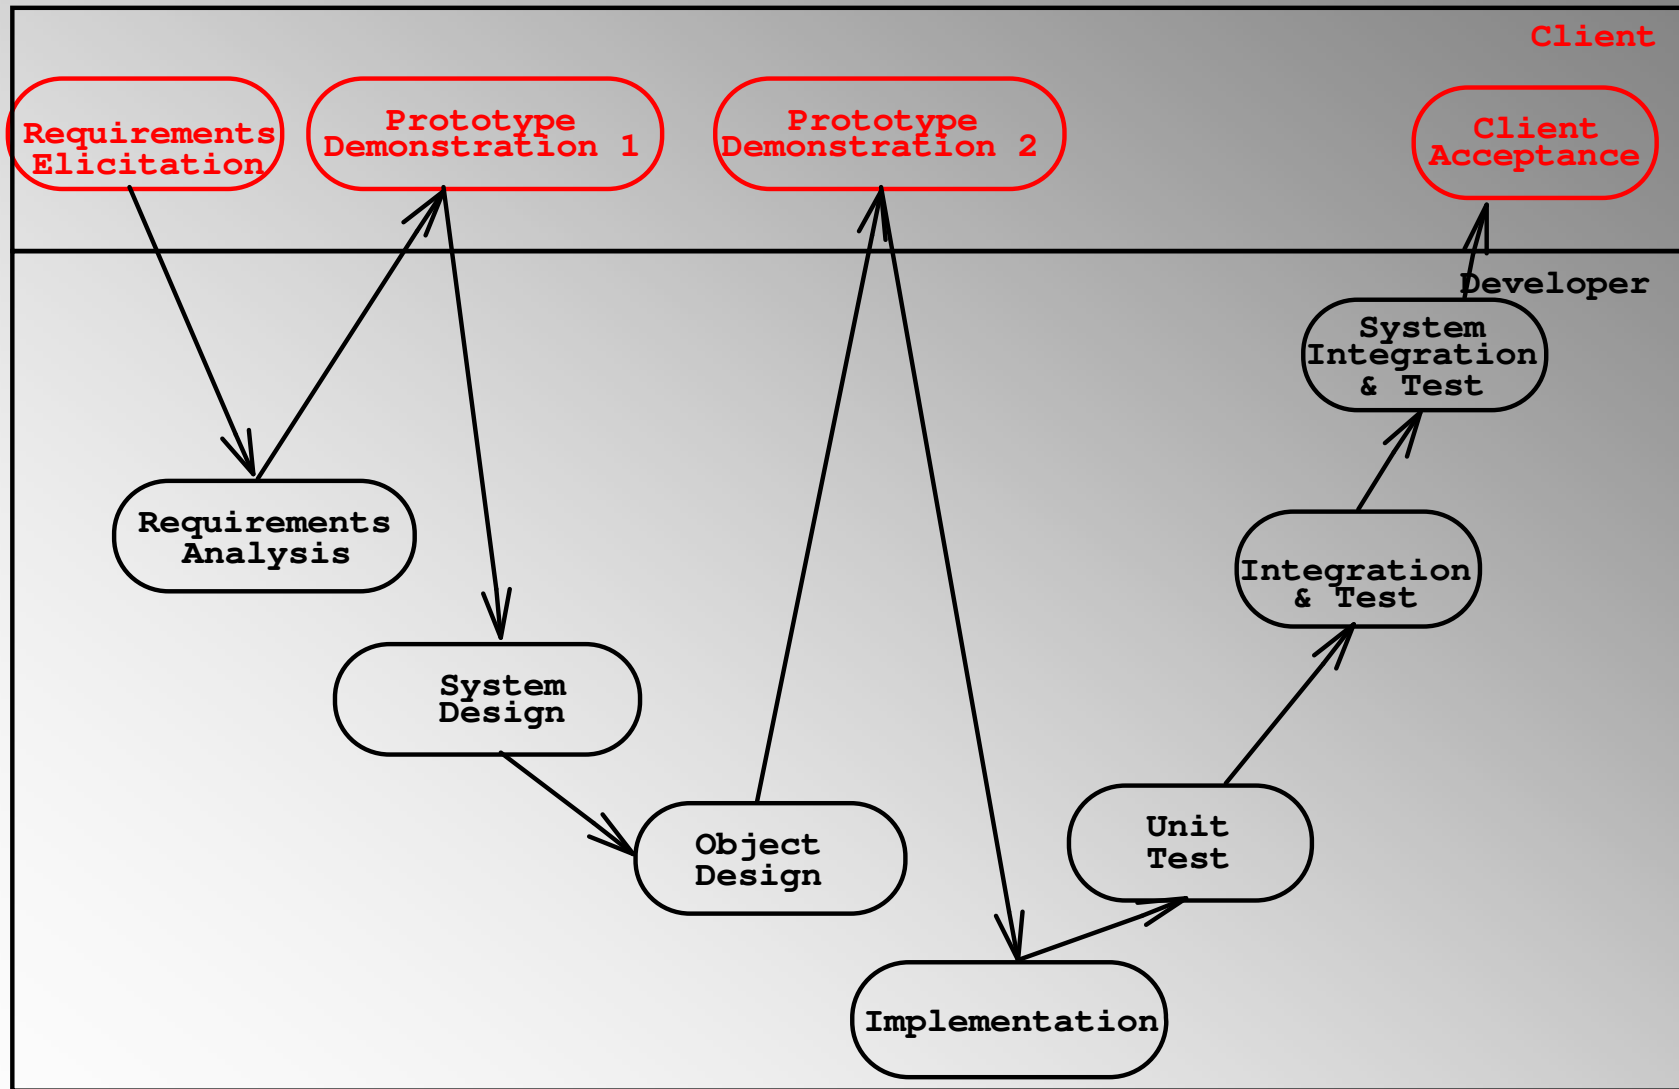 Client
Requirements
Elicitation
Prototype
Demonstration 1
Prototype
Demonstration 2
Client
Acceptance
Developer
System
Integration
& Test
Requirements
Analysis
Integration
& Test
System
Design
Object
Design
Unit
Test
Implementation